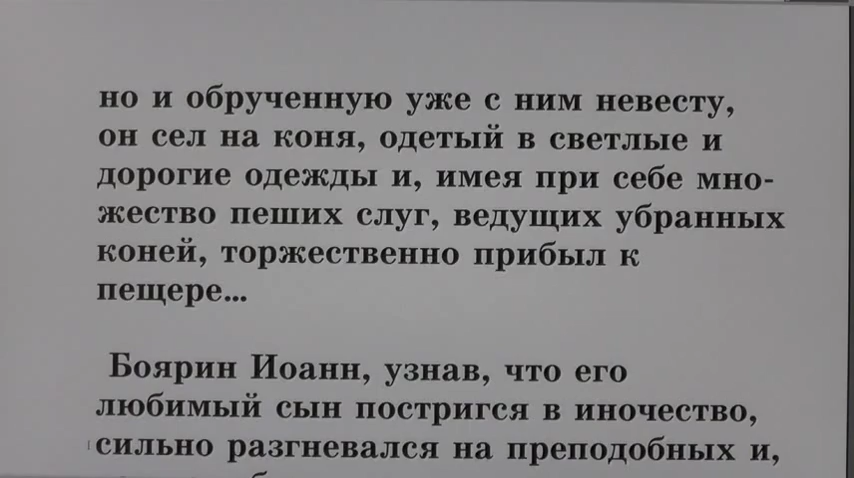 но и обрученную уже с ним невесту,
он сел на коня, одетый в светлые и
дорогие одежды и, имея при себе мно-
жество пеших слуг, ведущих убранных
коней, торжественно прибыл к
пещере...
Боярин Иоанн, узнав, что его
любимый сын постригся в иночество,
сильно разгневался на преподобных и,